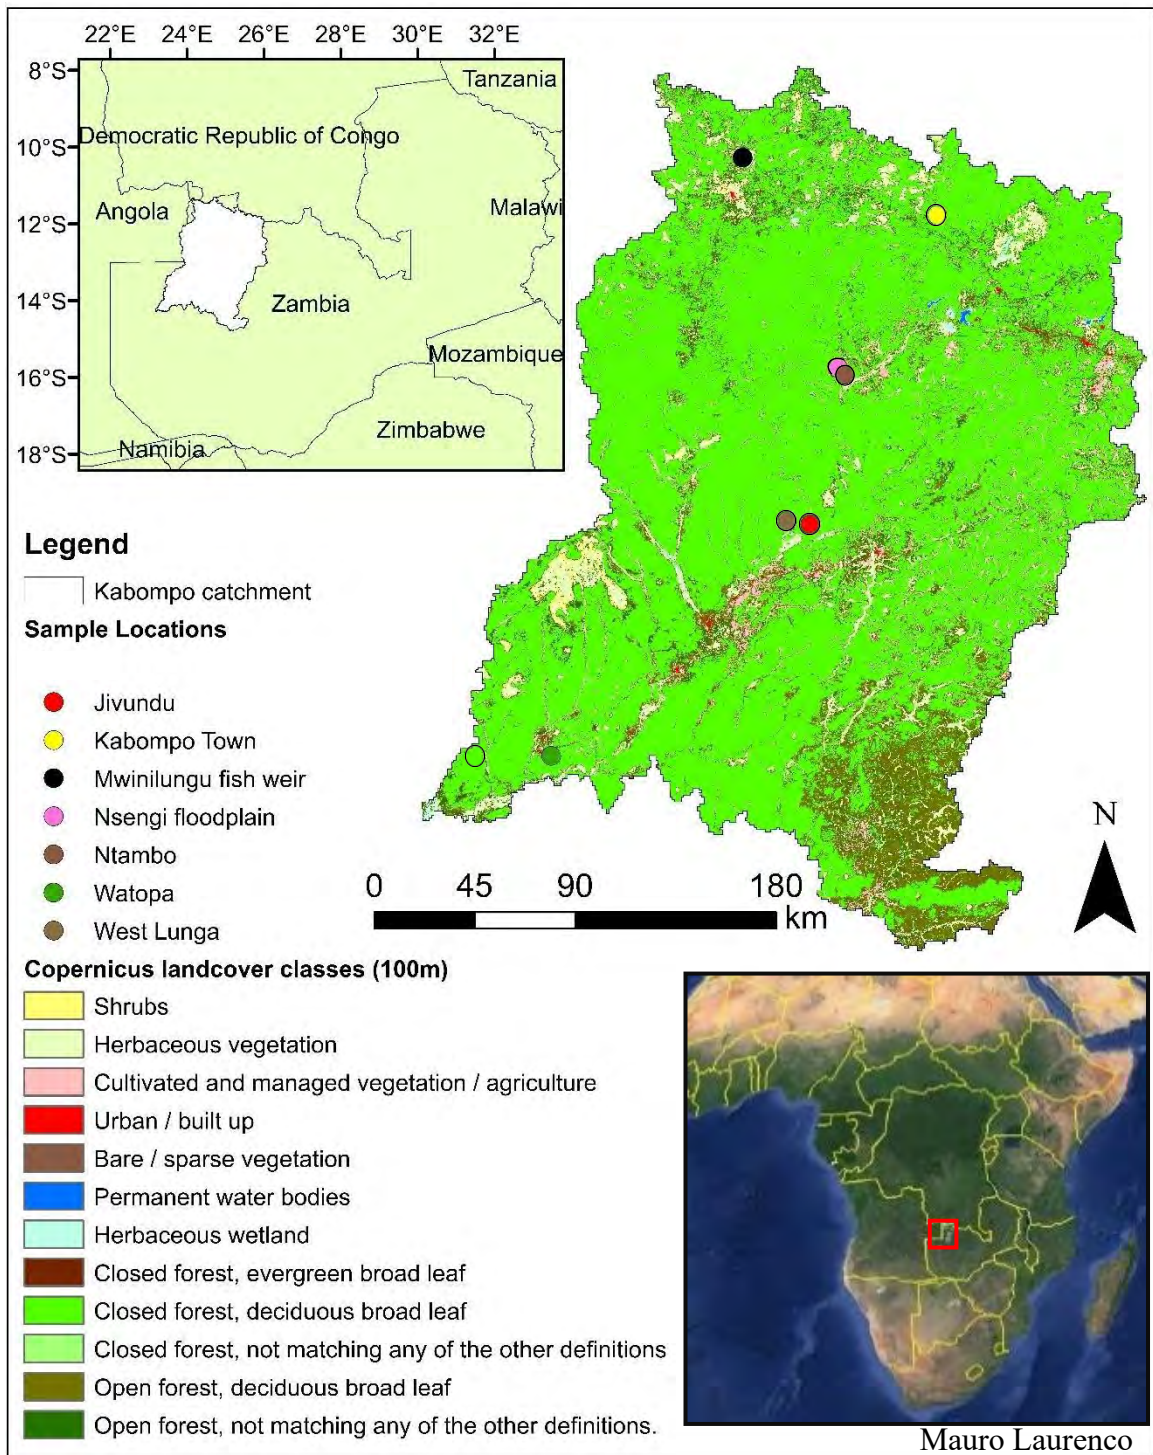 22°E 24°E 26°E 28°E 30°E 32°E
8°S
10°S
12°S
14°S
16°S
18°S
Tanzania
Democratic Republic of Congo
Angola
Malawi
Zambia
Mozambique
Zimbabwe
Namibia
Legend
Kabompo catchment
Sample Locations
Jivundu
Kabompo Town
Mwinilungu fish weir
Nsengi floodplain
Ntambo
Watopa
West Lunga
0 45 90 180
km
N
Copernicus landcover classes (100m)
Shrubs
Herbaceous vegetation
Cultivated and managed vegetation / agriculture
Urban / built up
Bare / sparse vegetation
Permanent water bodies
Herbaceous wetland
Closed forest, evergreen broad leaf
Closed forest, deciduous broad leaf
Closed forest, not matching any of the other definitions
Open forest, deciduous broad leaf
Open forest, not matching any of the other definitions.
Mauro Laurenco